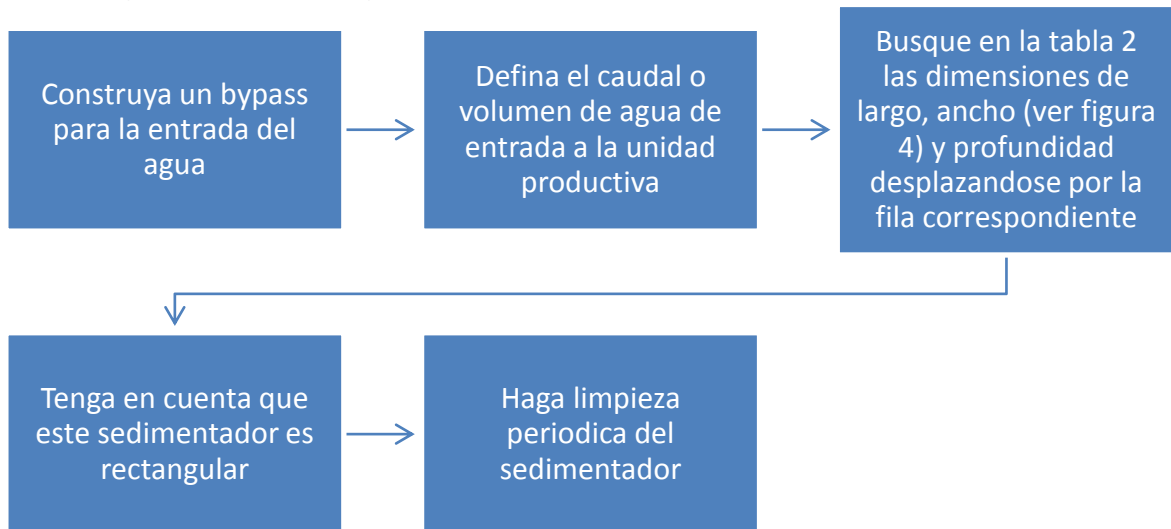 Construya un bypass
para la entrada del
agua
Defina el caudal o
volumen de agua de
entrada a la unidad
productiva
Busque en la tabla 2
las dimensiones de
largo, ancho (ver figura
4) y profundidad
desplazandose por la
fila correspondiente
Tenga en cuenta que
este sedimentador es
rectangular
Haga limpieza
periodica del
sedimentador